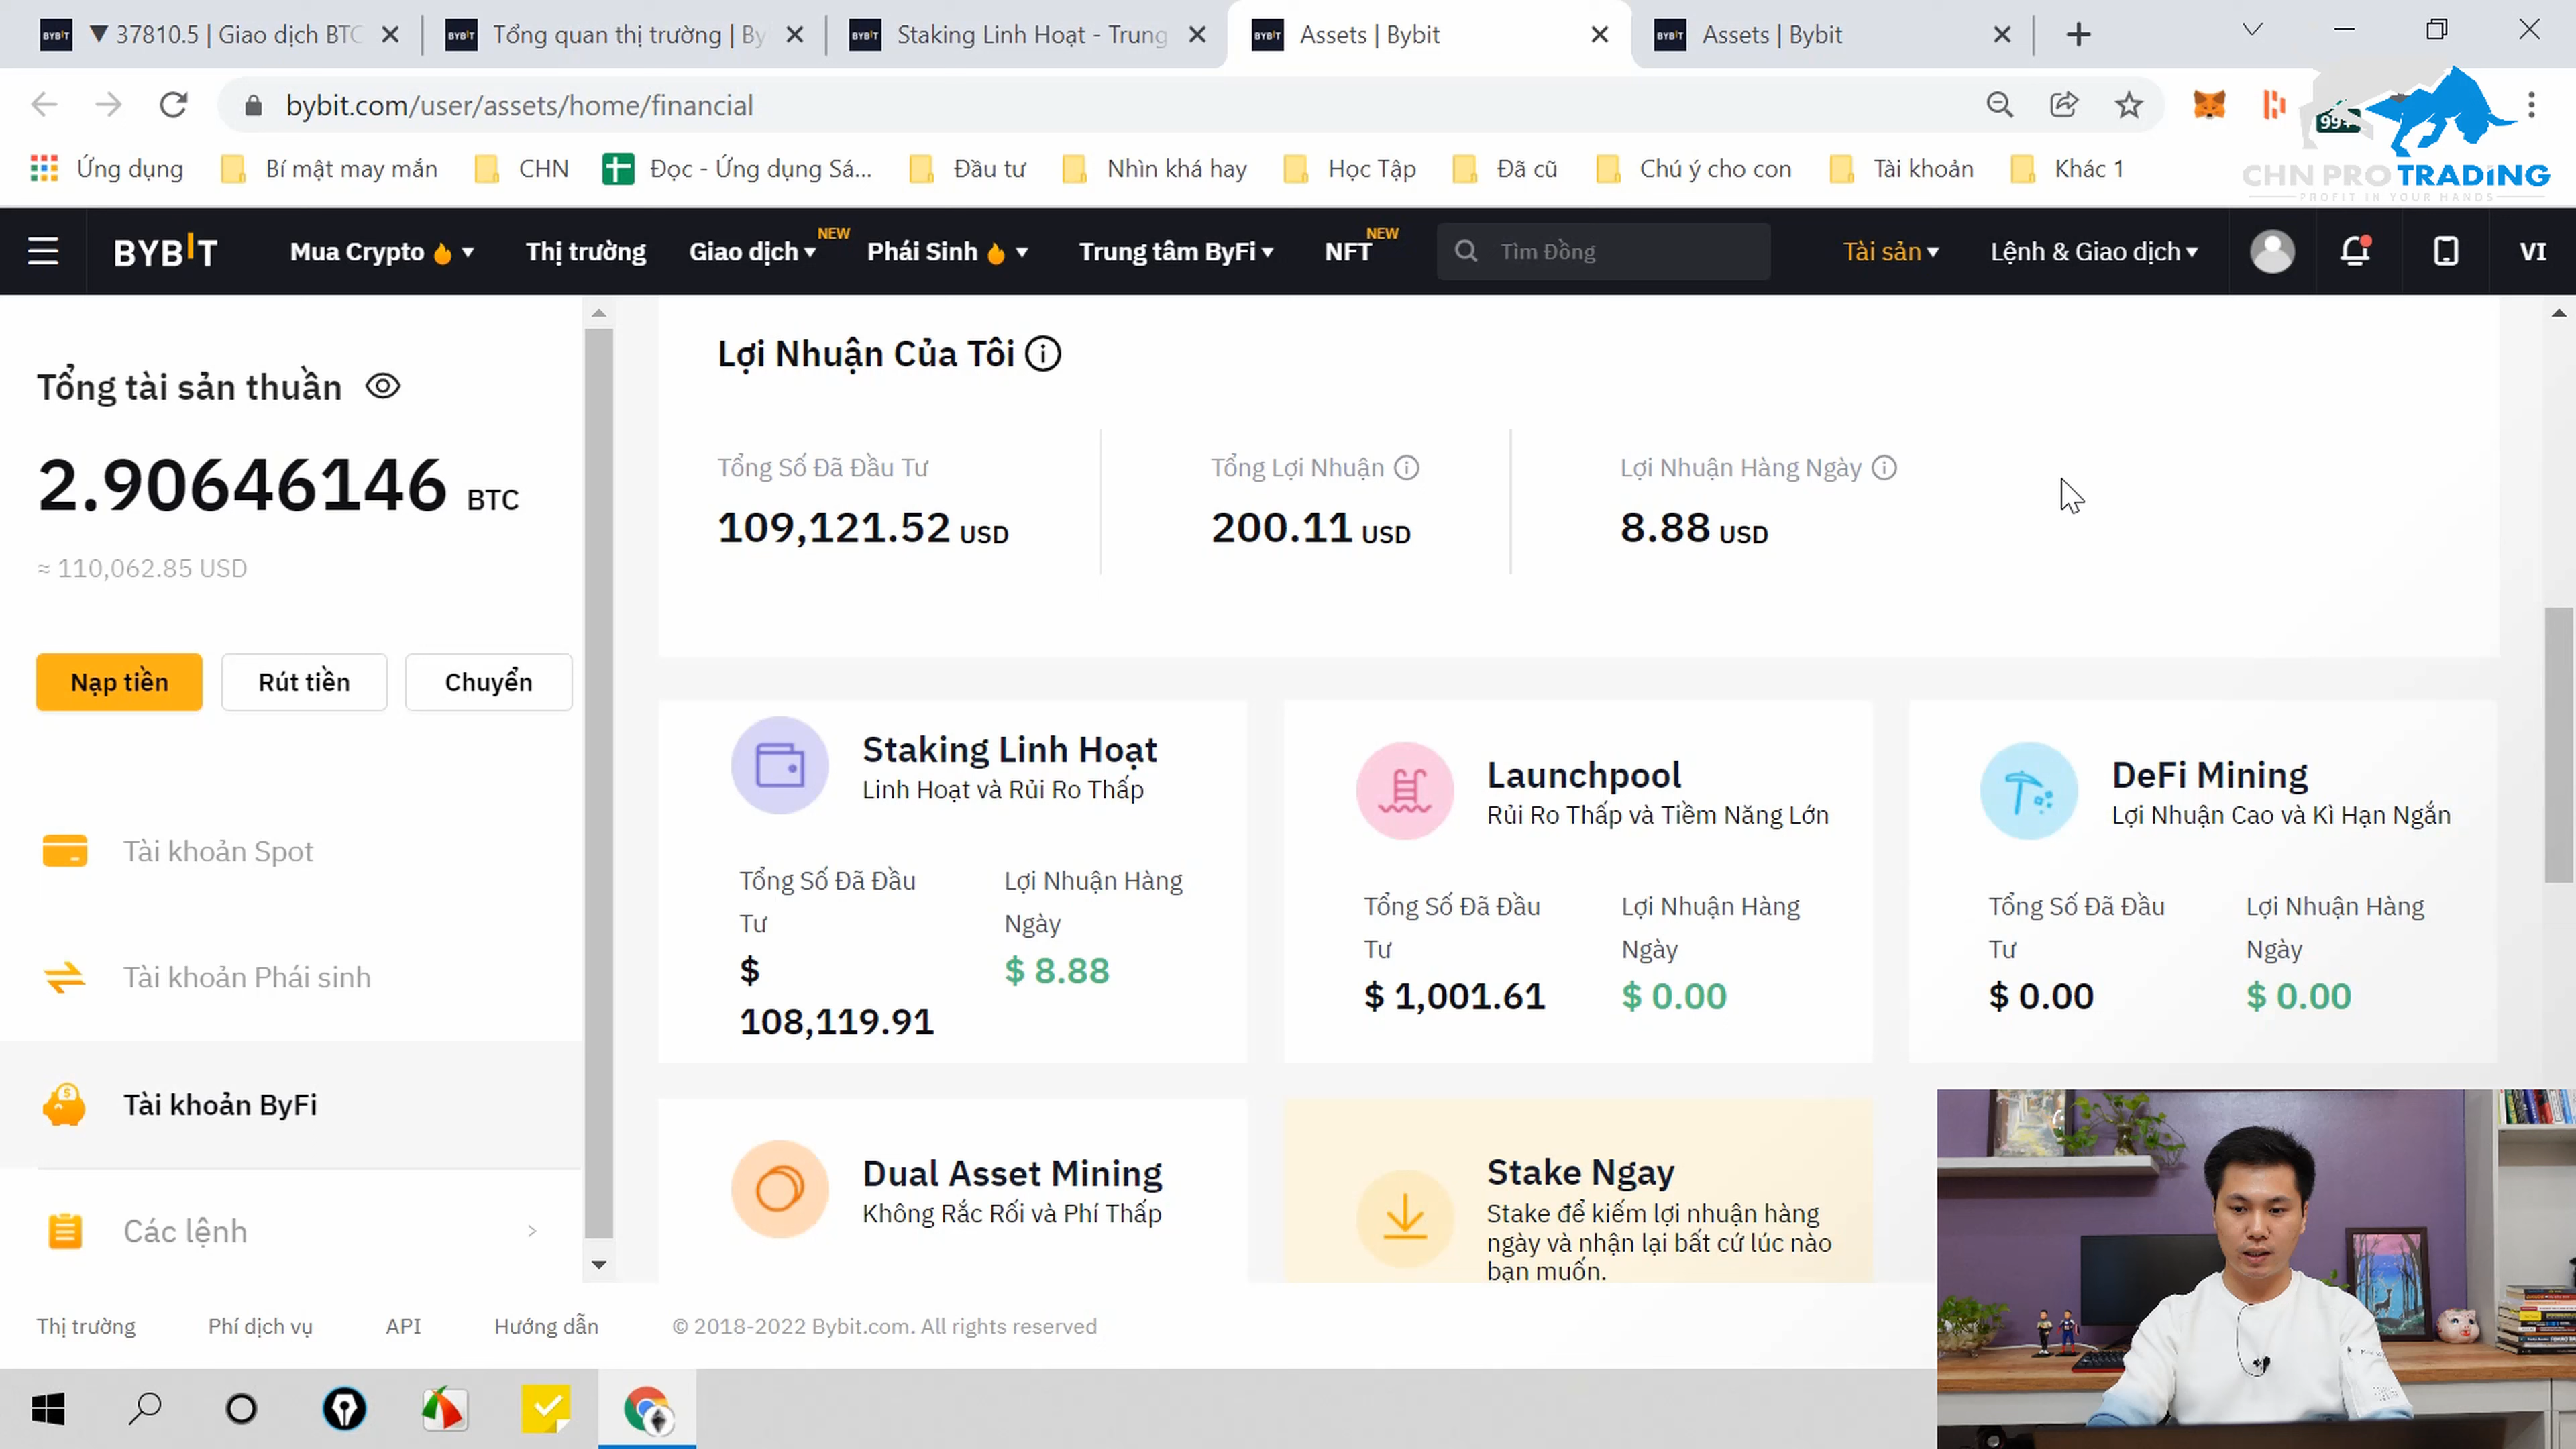 ▼ 37810.5 | Giao dịch BTC
Tổng quan thị trường | By
Staking Linh Hoạt - Trung
Assets | Bybit
Assets | Bybit
bybit.com/user/assets/home/financial
99+
CHN PRO TRADING
PROFIT IN YOUR HANDS
Ứng dụng
Bí mật may mắn
CHN
Đọc - Ứng dụng Sá...
Đầu tư
Nhìn khá hay
Học Tập
Đã cũ
Chú ý cho con
Tài khoản
Khác 1
BYBIT
Mua Crypto
Thị trường
Giao dịch NEW
Phái Sinh
Trung tâm ByFi
NFT NEW
Tìm Đồng
Tài sản
Lệnh & Giao dịch
VI
Tổng tài sản thuần
2.90646146 BTC
≈ 110,062.85 USD
Nạp tiền
Rút tiền
Chuyển
Tài khoản Spot
Tài khoản Phái sinh
Tài khoản ByFi
Các lệnh
Lợi Nhuận Của Tôi
Tổng Số Đã Đầu Tư
109,121.52 USD
Tổng Lợi Nhuận
200.11 USD
Lợi Nhuận Hàng Ngày
8.88 USD
Staking Linh Hoạt
Linh Hoạt và Rủi Ro Thấp
Tổng Số Đã Đầu
Tư
$
108,119.91
Lợi Nhuận Hàng
Ngày
$ 8.88
Launchpool
Rủi Ro Thấp và Tiềm Năng Lớn
Tổng Số Đã Đầu
Tư
$ 1,001.61
Lợi Nhuận Hàng
Ngày
$ 0.00
DeFi Mining
Lợi Nhuận Cao và Kì Hạn Ngắn
Tổng Số Đã Đầu
Tư
$ 0.00
Lợi Nhuận Hàng
Ngày
$ 0.00
Dual Asset Mining
Không Rắc Rối và Phí Thấp
Stake Ngay
Stake để kiếm lợi nhuận hàng
ngày và nhận lại bất cứ lúc nào
bạn muốn.
Thị trường
Phí dịch vụ
API
Hướng dẫn
© 2018-2022 Bybit.com. All rights reserved